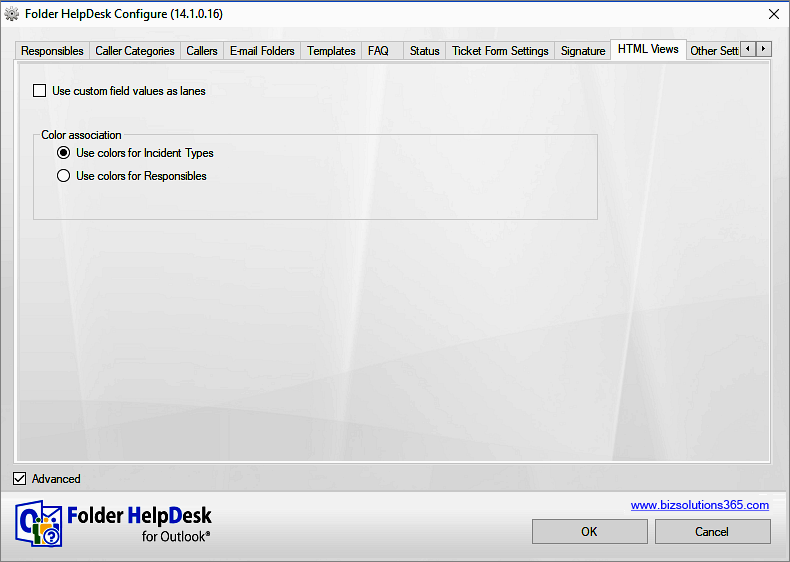 Folder HelpDesk Configure (14.1.0.16)
Responsibles Caller Categories Callers E-mail Folders Templates FAQ Status Ticket Form Settings Signature HTML Views Other Setti
Use custom field values as lanes
Color association
Use colors for Incident Types
Use colors for Responsibles
Advanced
www.bizsolutions365.com
Folder HelpDesk
for Outlook®
OK Cancel